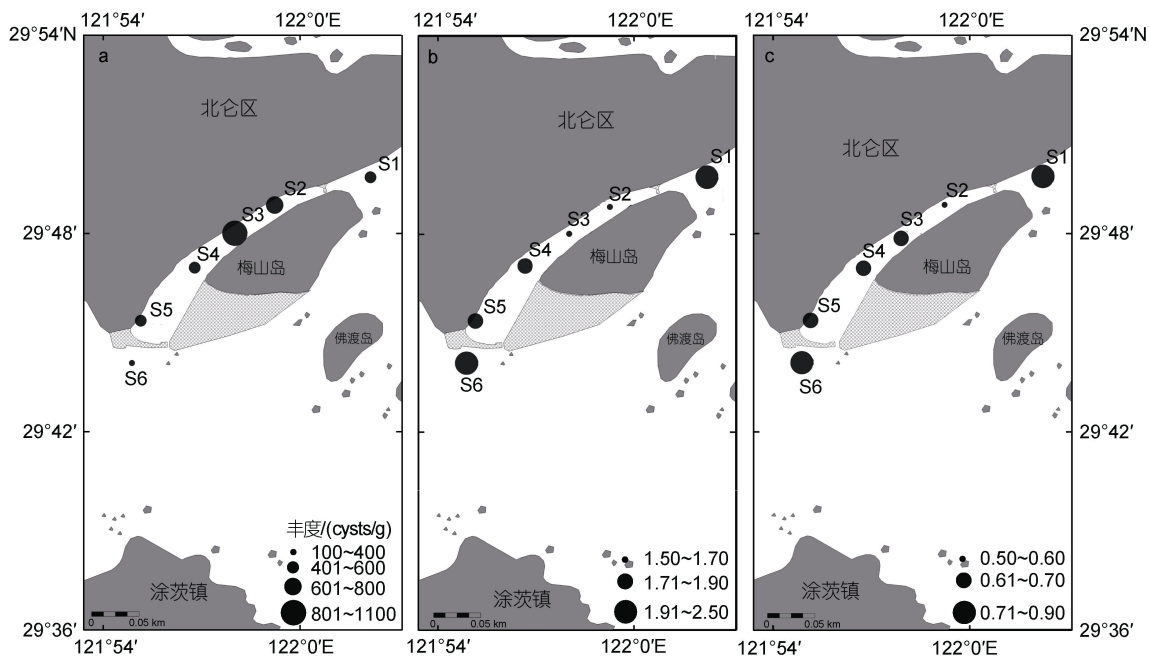 121°54′ 122°0′E 121°54′ 122°0′E 121°54′ 122°0′E
29°54′N 29°54′N
a
北仑区
S1
S2
S3
S4
梅山岛
S5
佛渡岛
S6
丰度/(cysts/g)
100~400
401~600
601~800
801~1100
涂茨镇
0 0.05 km
b
北仑区
S1
S2
S3
S4
梅山岛
S5
佛渡岛
S6
1.50~1.70
1.71~1.90
1.91~2.50
涂茨镇
0 0.05 km
c
北仑区
S1
S2
S3
S4
梅山岛
S5
佛渡岛
S6
0.50~0.60
0.61~0.70
0.71~0.90
涂茨镇
0 0.05 km
29°48′ 29°48′
29°42′ 29°42′
29°36′ 29°36′
121°54′ 122°0′E 121°54′ 122°0′E 121°54′ 122°0′E